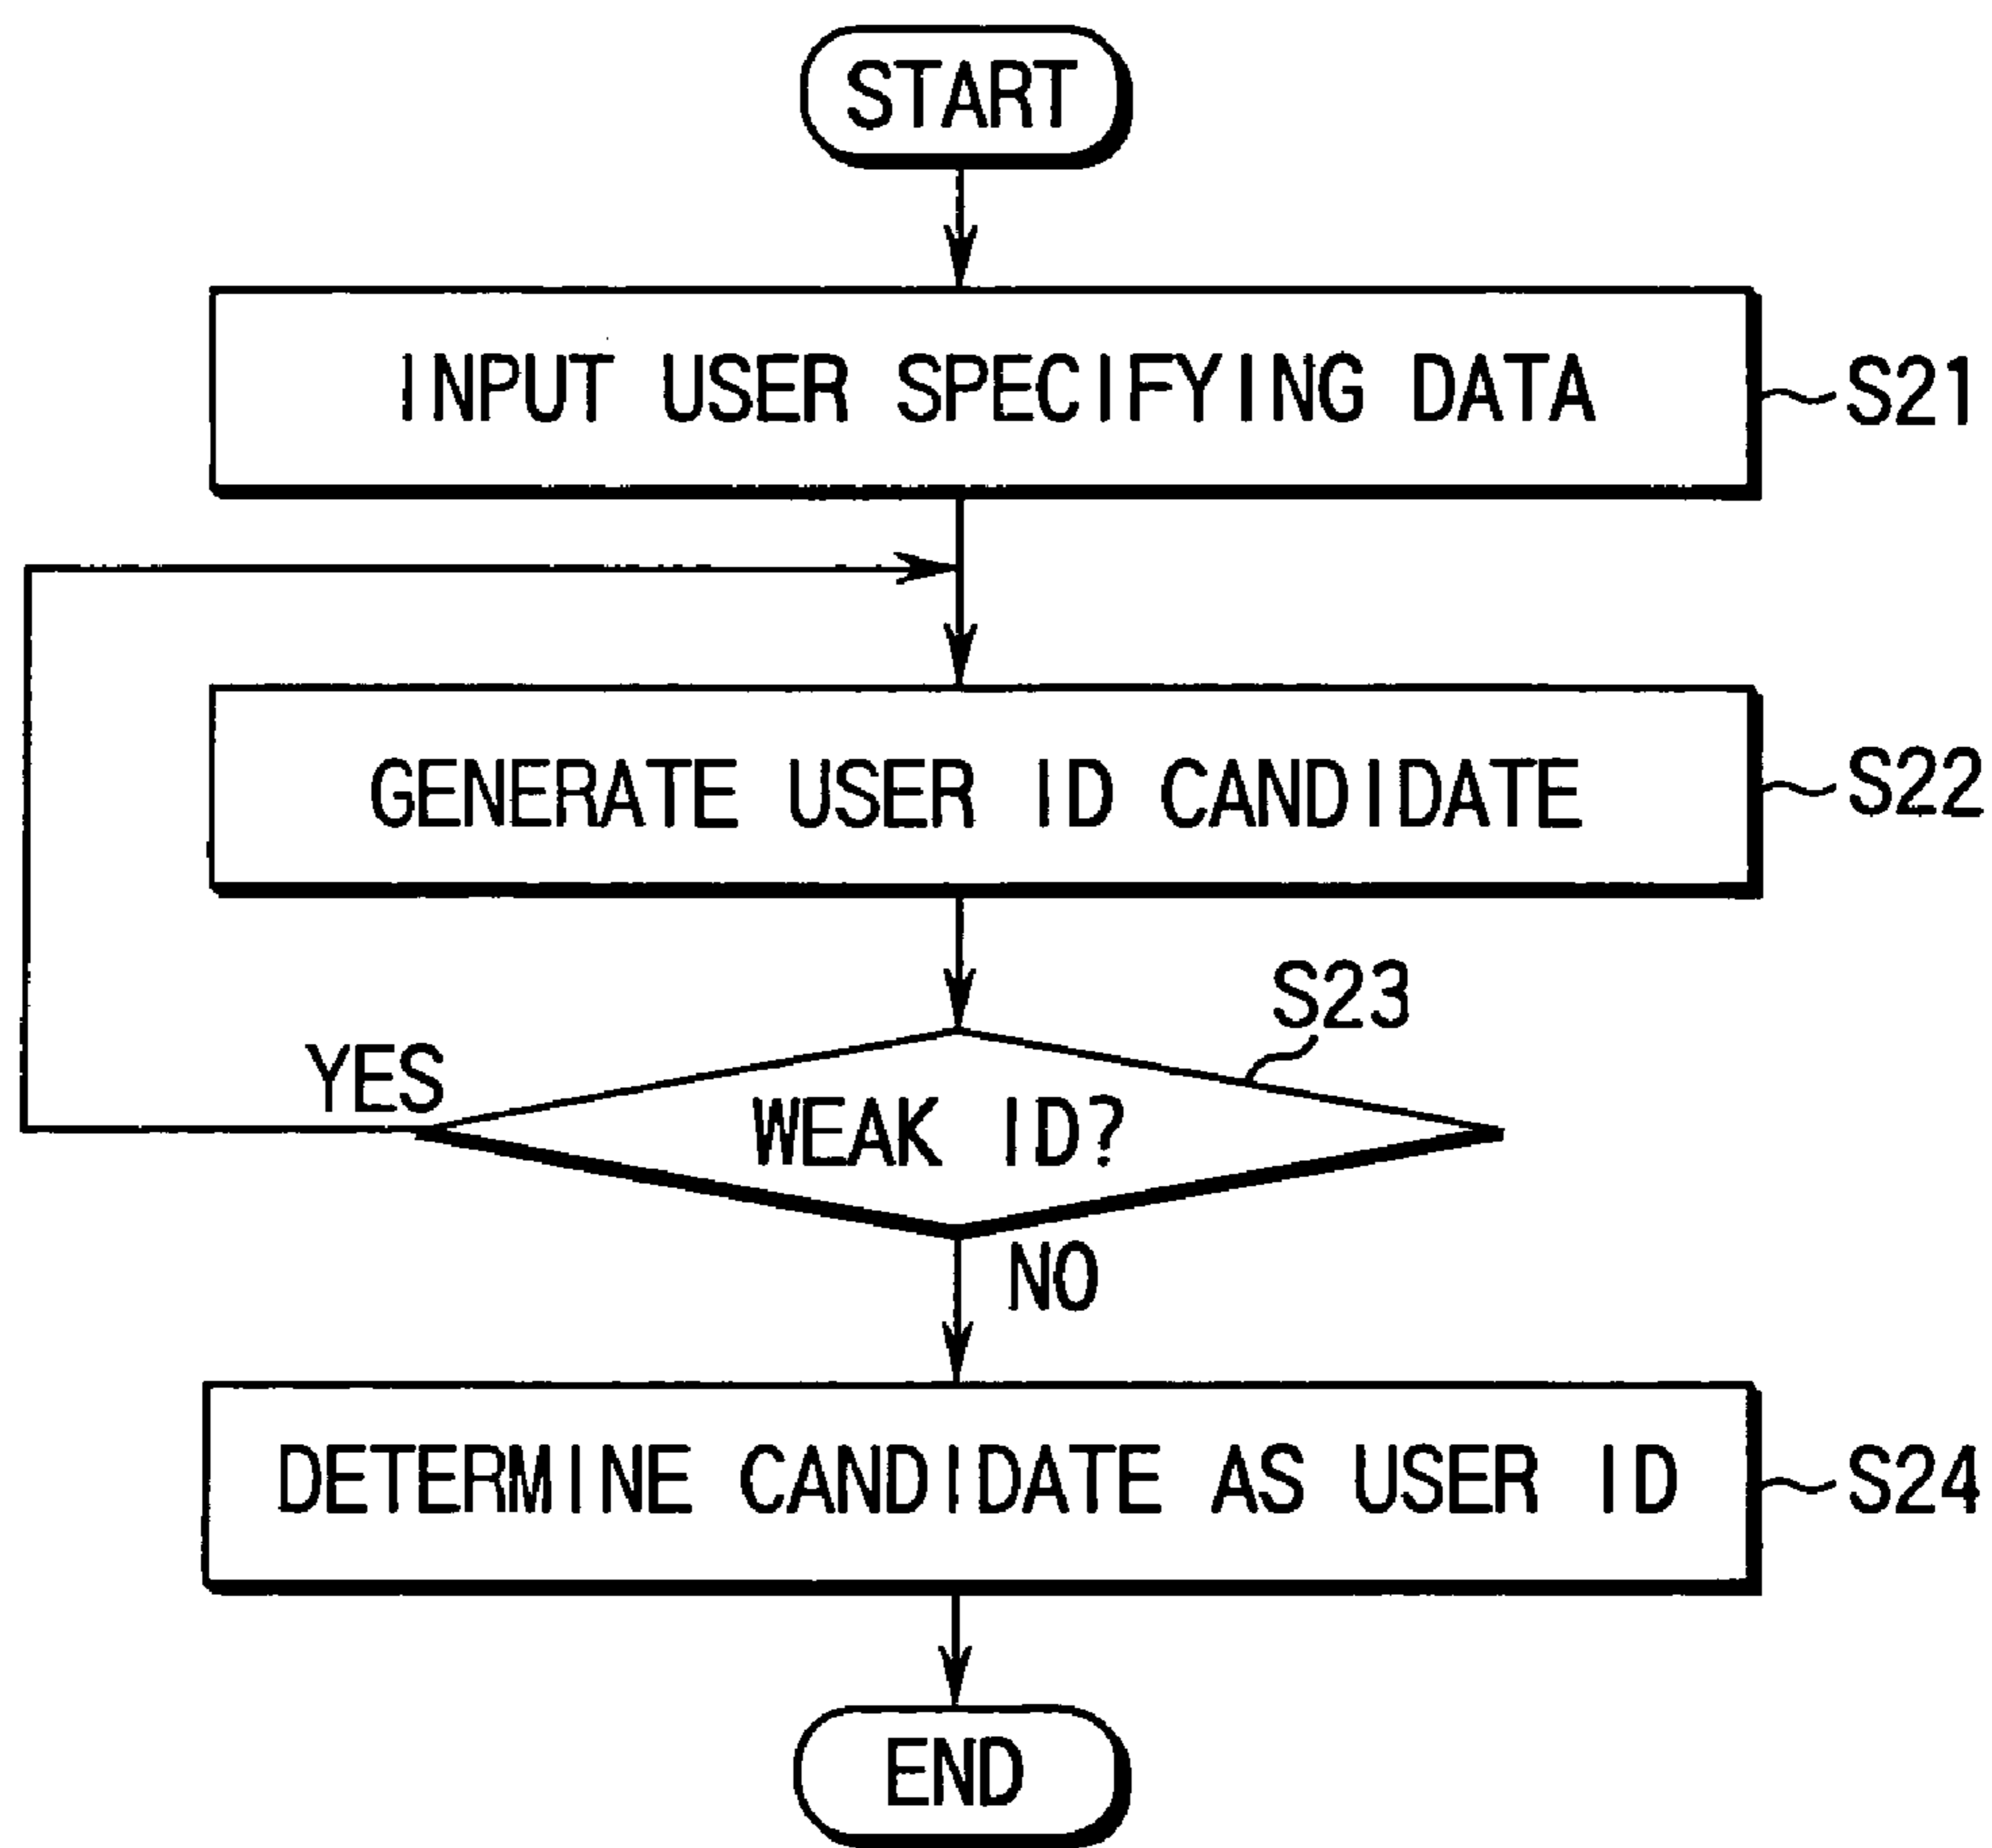 START
INPUT USER SPECIFYING DATA
S21
GENERATE USER ID CANDIDATE
S22
S23
YES
WEAK ID?
NO
DETERMINE CANDIDATE AS USER ID
S24
END